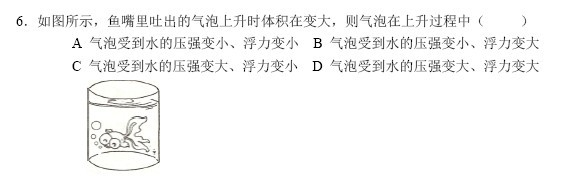 6．如图所示，鱼嘴里吐出的气泡上升时体积在变大，则气泡在上升过程中（　　）
A 气泡受到水的压强变小、浮力变小 B 气泡受到水的压强变小、浮力变大
C 气泡受到水的压强变大、浮力变小 D 气泡受到水的压强变大、浮力变大